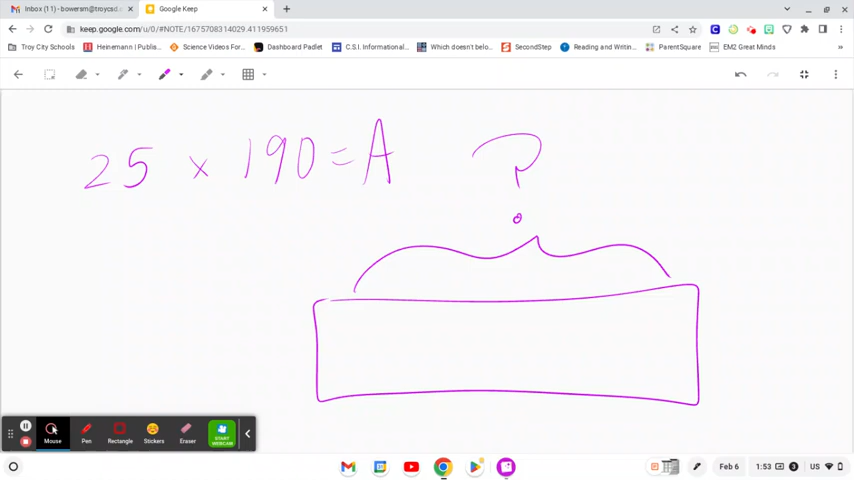 Inbox (11) - bowersm@troycsd.a
Google Keep
keep.google.com/u/0/#NOTE/1675708314029.411959651
Troy City Schools
Heinemann | Publis...
Science Videos For...
Dashboard Padlet
C.S.I. Informational...
Which doesn't belo...
SecondStep
Reading and Writin...
ParentSquare
EM2 Great Minds
25 x 190 = A ?
Mouse
Pen
Rectangle
Stickers
Eraser
START WEBCAM
Feb 6
1:53
3
US